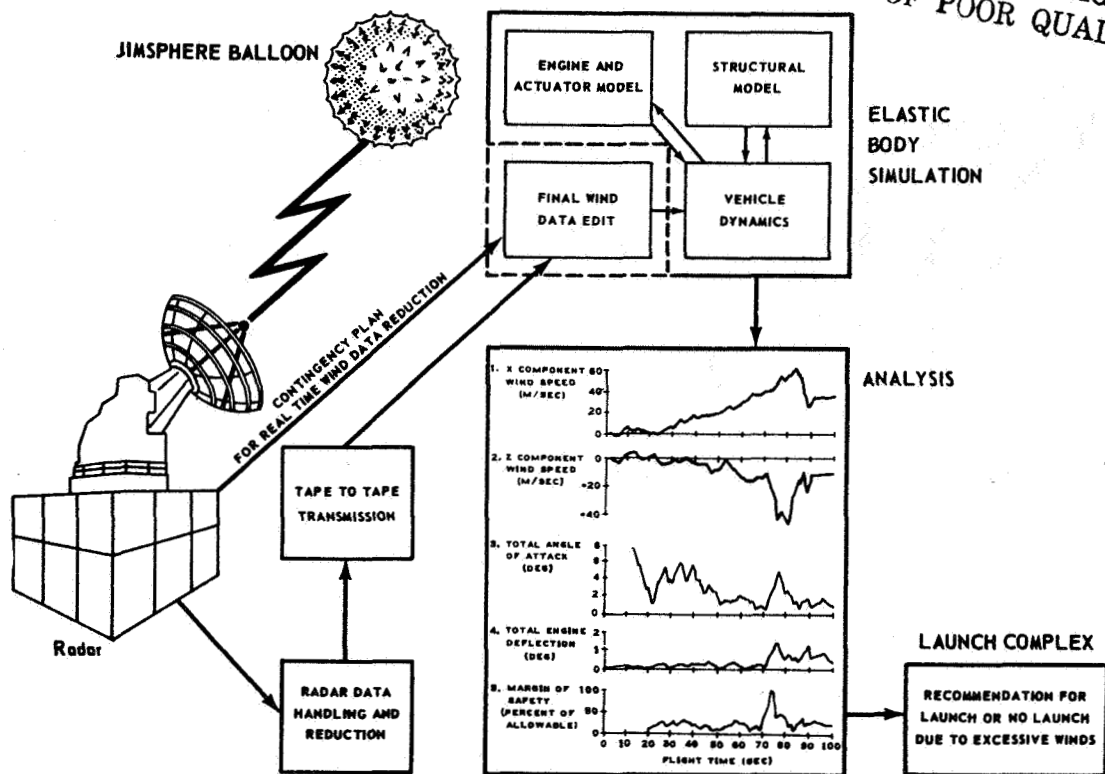 OF POOR QUAL
JIMSPHERE BALLOON
ENGINE AND
ACTUATOR MODEL
STRUCTURAL
MODEL
ELASTIC
BODY
SIMULATION
FINAL WIND
DATA EDIT
VEHICLE
DYNAMICS
CONTINGENCY PLAN
FOR REAL TIME WIND DATA REDUCTION
TAPE TO TAPE
TRANSMISSION
Radar
RADAR DATA
HANDLING AND
REDUCTION
ANALYSIS
1. X COMPONENT
WIND SPEED
(M/SEC)
60
40
20
0
2. Z COMPONENT
WIND SPEED
(M/SEC)
0
+20
+40
3. TOTAL ANGLE
OF ATTACK
(DEG)
8
6
4
2
0
4. TOTAL ENGINE
DEFLECTION
(DEG)
2
1
0
5. MARGIN OF
SAFETY
(PERCENT OF
ALLOWABLE)
100
50
0
0 10 20 30 40 50 60 70 80 90 100
FLIGHT TIME (SEC)
LAUNCH COMPLEX
RECOMMENDATION FOR
LAUNCH OR NO LAUNCH
DUE TO EXCESSIVE WINDS